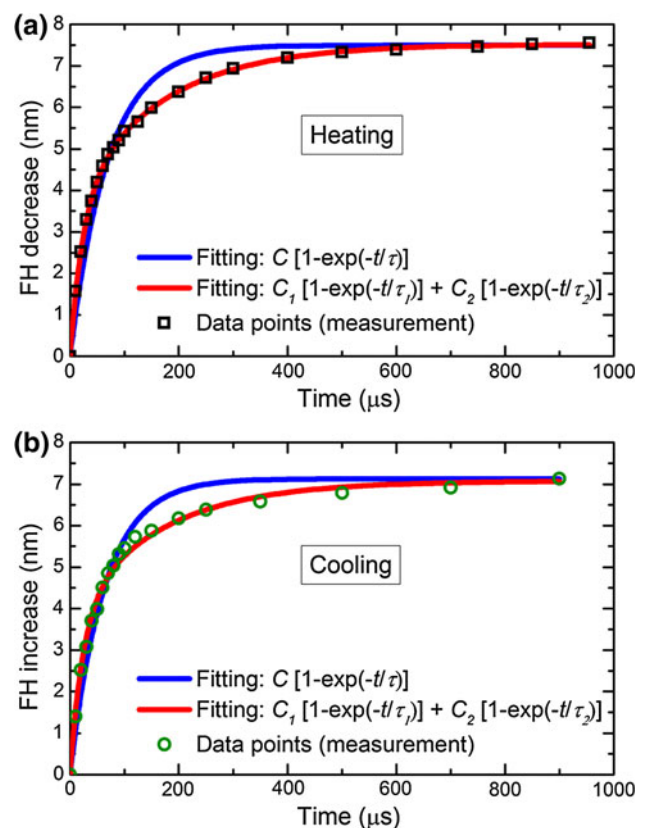 (a)
8
7
6
5
4
3
2
1
0
FH decrease (nm)
Heating
Fitting: C [1-exp(-t/τ)]
Fitting: C₁ [1-exp(-t/τ₁)] + C₂ [1-exp(-t/τ₂)]
Data points (measurement)
0 200 400 600 800 1000
Time (μs)
(b)
8
7
6
5
4
3
2
1
0
FH increase (nm)
Cooling
Fitting: C [1-exp(-t/τ)]
Fitting: C₁ [1-exp(-t/τ₁)] + C₂ [1-exp(-t/τ₂)]
Data points (measurement)
0 200 400 600 800 1000
Time (μs)